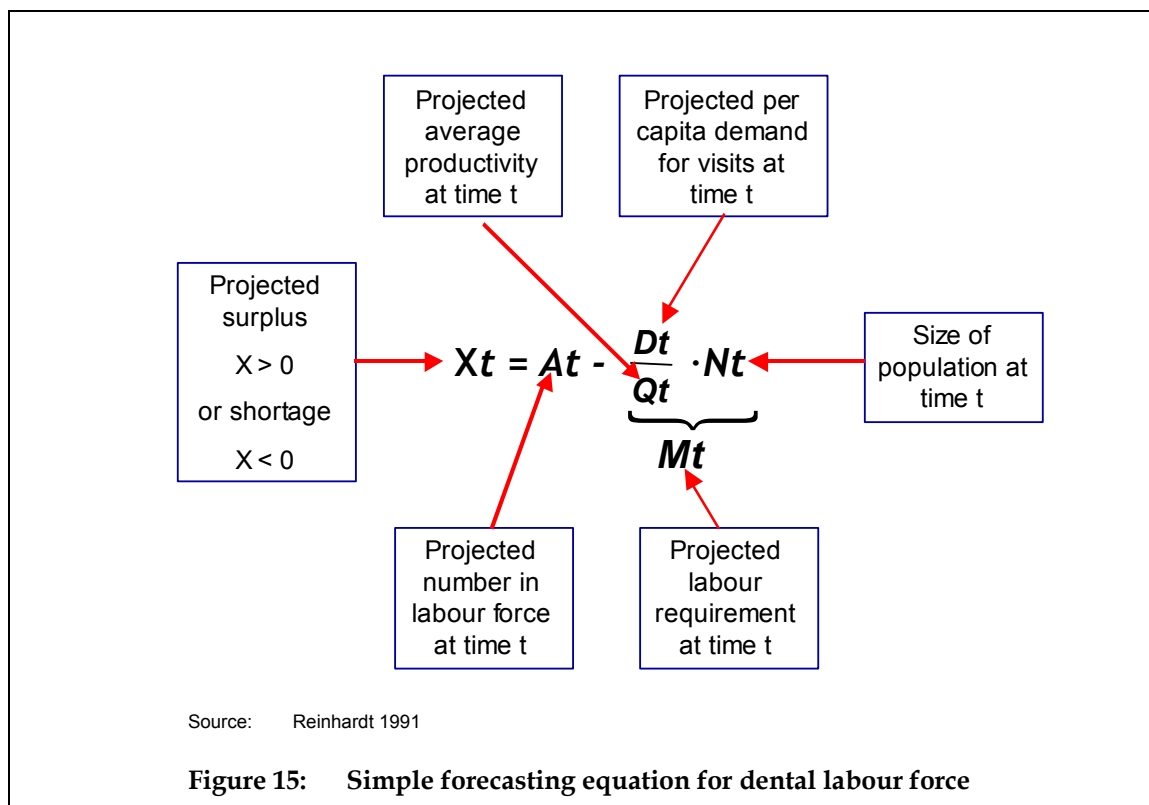 Projected
average
productivity
at time t
Projected per
capita demand
for visits at
time t
Projected
surplus
X > 0
or shortage
X < 0
Xt = At - Dt/Qt ·Nt
Mt
Size of
population at
time t
Projected
number in
labour force
at time t
Projected
labour
requirement
at time t
Source: Reinhardt 1991
Figure 15: Simple forecasting equation for dental labour force